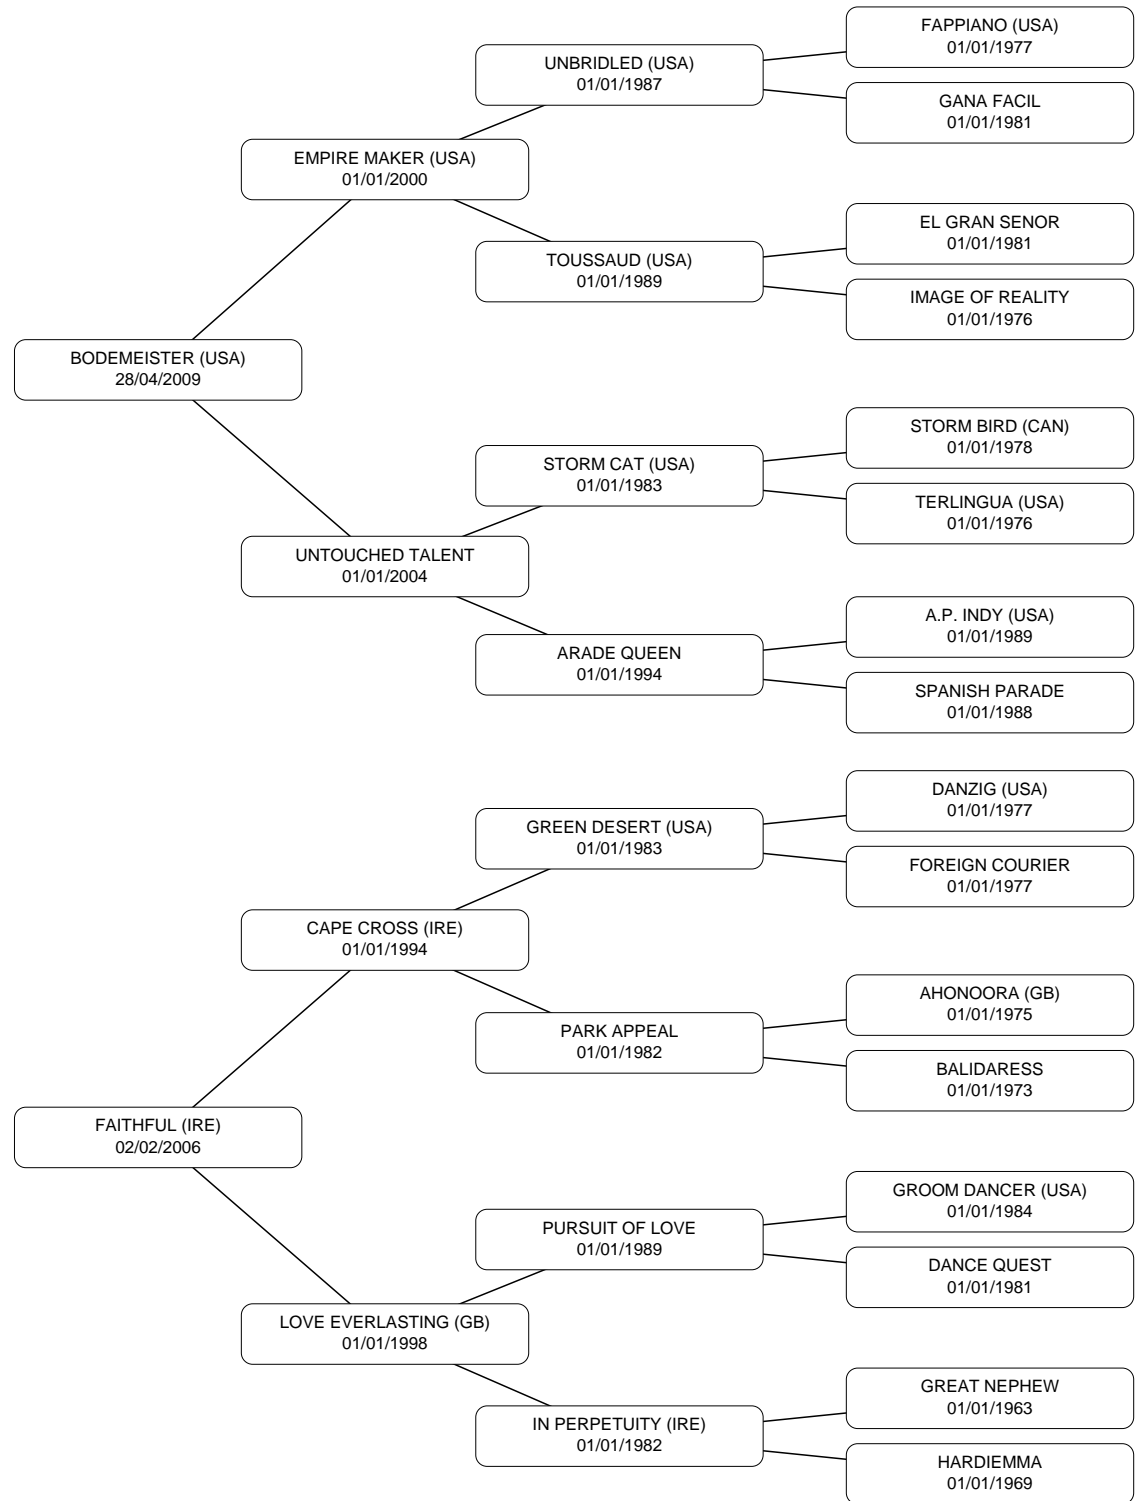 FAPPIANO (USA)
01/01/1977
UNBRIDLED (USA)
01/01/1987
GANA FACIL
01/01/1981
EMPIRE MAKER (USA)
01/01/2000
EL GRAN SENOR
01/01/1981
TOUSSAUD (USA)
01/01/1989
IMAGE OF REALITY
01/01/1976
BODEMEISTER (USA)
28/04/2009
STORM BIRD (CAN)
01/01/1978
STORM CAT (USA)
01/01/1983
TERLINGUA (USA)
01/01/1976
UNTOUCHED TALENT
01/01/2004
A.P. INDY (USA)
01/01/1989
ARADE QUEEN
01/01/1994
SPANISH PARADE
01/01/1988
DANZIG (USA)
01/01/1977
GREEN DESERT (USA)
01/01/1983
FOREIGN COURIER
01/01/1977
CAPE CROSS (IRE)
01/01/1994
AHONOORA (GB)
01/01/1975
PARK APPEAL
01/01/1982
BALIDARESS
01/01/1973
FAITHFUL (IRE)
02/02/2006
GROOM DANCER (USA)
01/01/1984
PURSUIT OF LOVE
01/01/1989
DANCE QUEST
01/01/1981
LOVE EVERLASTING (GB)
01/01/1998
GREAT NEPHEW
01/01/1963
IN PERPETUITY (IRE)
01/01/1982
HARDIEMMA
01/01/1969